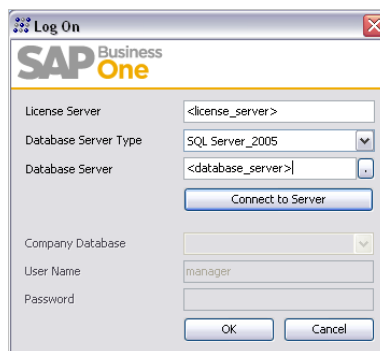 Log On
SAP Business One
License Server <license_server>
Database Server Type SQL Server_2005
Database Server <database_server>
Connect to Server
Company Database
User Name manager
Password
OK Cancel